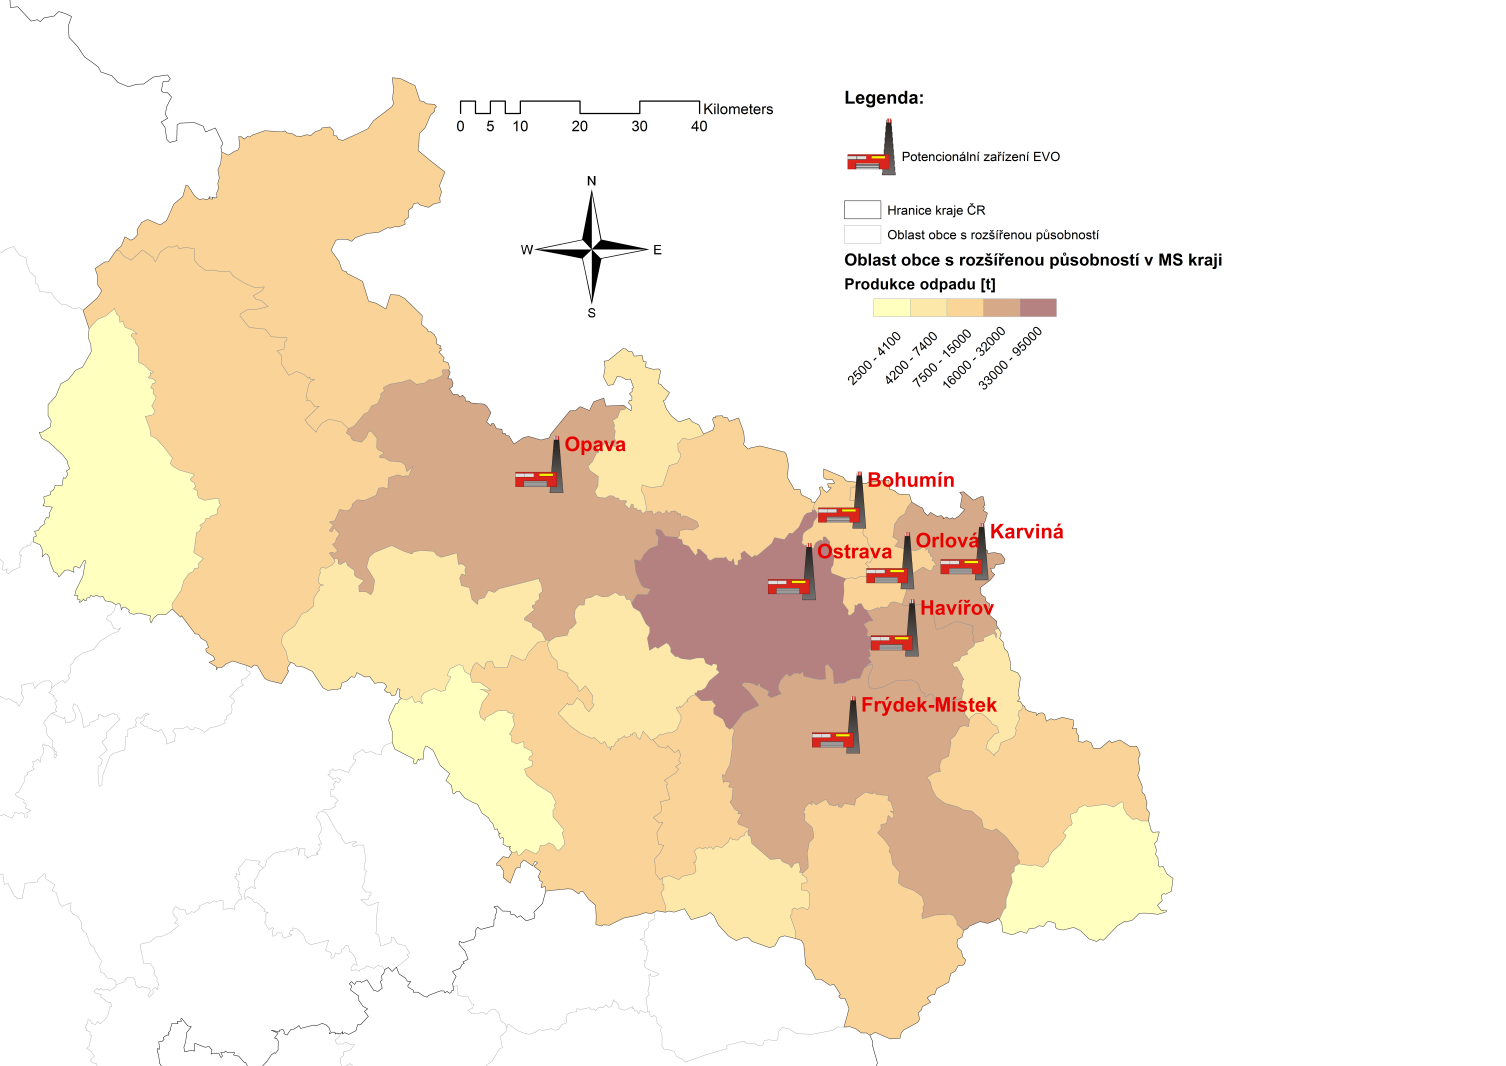 Kilometers
0 5 10 20 30 40
N
W E
S
Legenda:
Potencionální zařízení EVO
Hranice kraje ČR
Oblast obce s rozšířenou působností
Oblast obce s rozšířenou působností v MS kraji
Produkce odpadu [t]
2500 - 4100
4200 - 7400
7500 - 15000
16000 - 32000
33000 - 95000
Opava
Bohumín
Karviná
Orlová
Ostrava
Havířov
Frýdek-Místek